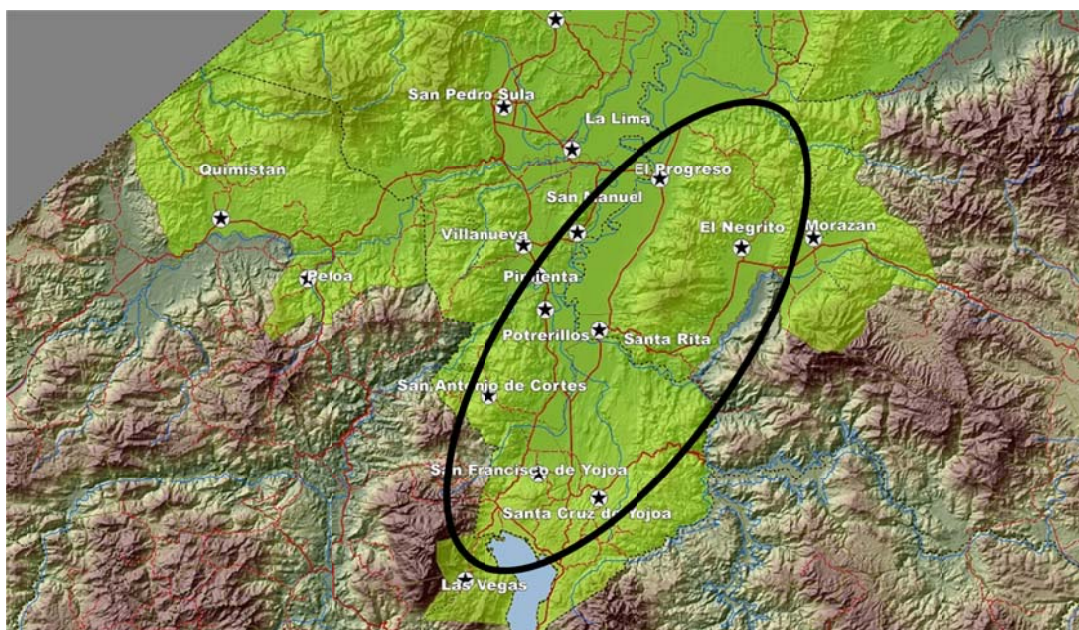 San Pedro Sula
La Lima
Quimistan
El Progreso
San Manuel
El Negrito
Morazan
Villanueva
Peloa
Pimienta
Potrerillos
Santa Rita
San Antonio de Cortes
San Francisco de Yojoa
Santa Cruz de Yojoa
Las Vegas